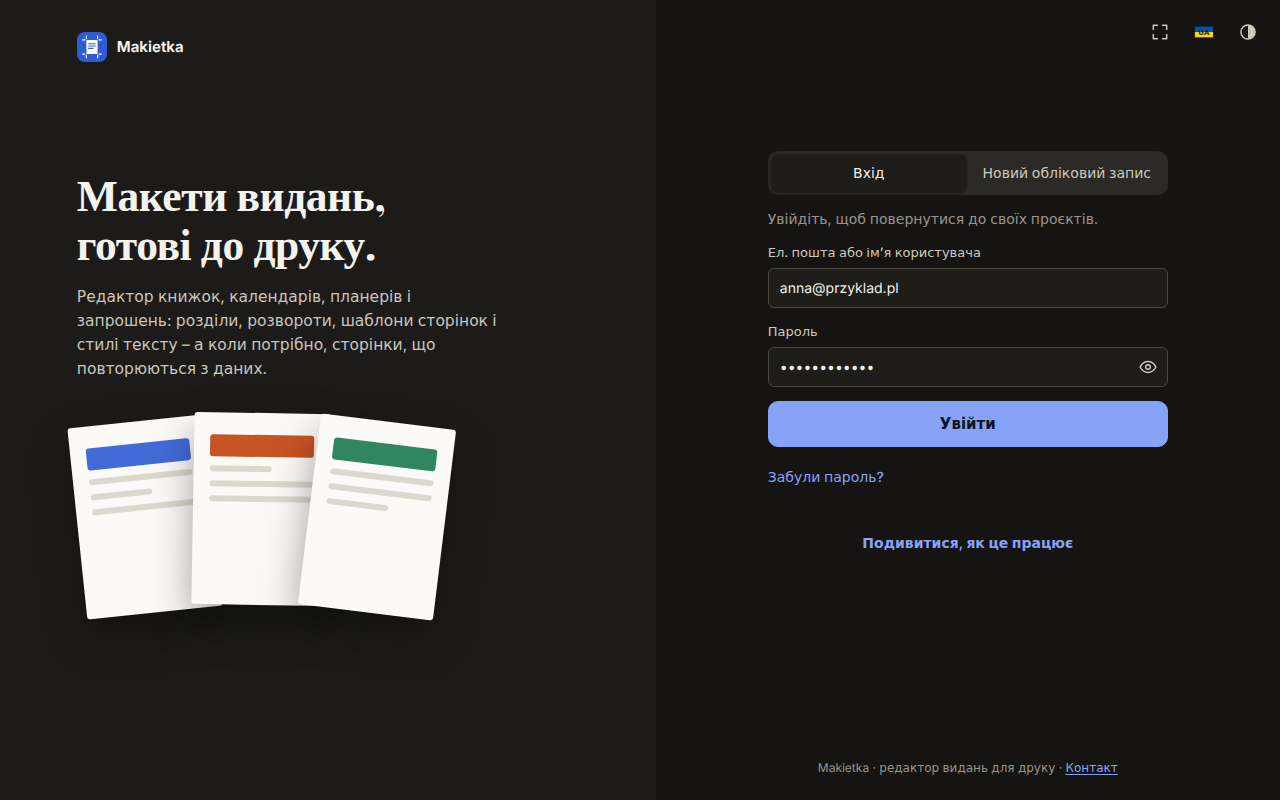 Makietka
UA
Макети видань,
готові до друку.
Редактор книжок, календарів, планерів і
запрошень: розділи, розвороти, шаблони сторінок і
стилі тексту – а коли потрібно, сторінки, що
повторюються з даних.
Вхід
Новий обліковий запис
Увійдіть, щоб повернутися до своїх проєктів.
Ел. пошта або ім’я користувача
anna@przyklad.pl
Пароль
••••••••••••
Увійти
Забули пароль?
Подивитися, як це працює
Makietka · редактор видань для друку · Контакт